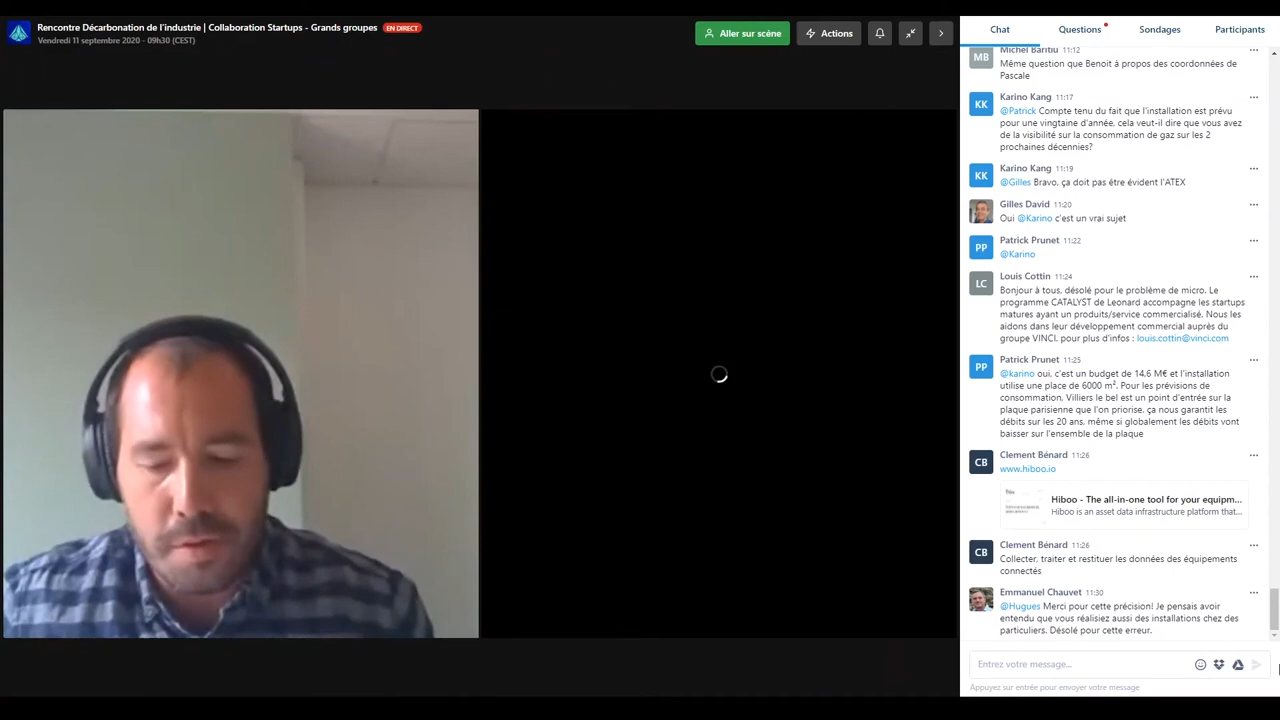 Rencontre Décarbonation de l'industrie | Collaboration Startups - Grands groupes EN DIRECT
Vendredi 11 septembre 2020 - 09h30 (CEST)
Aller sur scène
Actions
Chat
Questions
Sondages
Participants
MB
Michel Baritiu 11:12
Même question que Benoit à propos des coordonnées de
Pascale
KK
Karino Kang 11:17
@Patrick Compte tenu du fait que l'installation est prévu
pour une vingtaine d'année, cela veut-il dire que vous avez
de la visibilité sur la consommation de gaz sur les 2
prochaines décennies?
KK
Karino Kang 11:19
@Gilles Bravo, ça doit pas être évident l'ATEX
Gilles David 11:20
Oui @Karino c'est un vrai sujet
PP
Patrick Prunet 11:22
@Karino
LC
Louis Cottin 11:24
Bonjour à tous, désolé pour le problème de micro. Le
programme CATALYST de Leonard accompagne les startups
matures ayant un produits/service commercialisé. Nous les
aidons dans leur développement commercial auprès du
groupe VINCI, pour plus d'infos : louis.cottin@vinci.com
PP
Patrick Prunet 11:25
@karino oui, c'est un budget de 14,6 M€ et l'installation
utilise une place de 6000 m². Pour les prévisions de
consommation, Villiers le bel est un point d'entrée sur la
plaque parisienne que l'on priorise, ça nous garantit les
débits sur les 20 ans, même si globalement les débits vont
baisser sur l'ensemble de la plaque
CB
Clement Bénard 11:26
www.hiboo.io
Hiboo - The all-in-one tool for your equipm...
Hiboo is an asset data infrastructure platform that...
CB
Clement Bénard 11:26
Collecter, traiter et restituer les données des équipements
connectés
Emmanuel Chauvet 11:30
@Hugues Merci pour cette précision! Je pensais avoir
entendu que vous réalisiez aussi des installations chez des
particuliers. Désolé pour cette erreur.
Entrez votre message...
Appuyez sur entrée pour envoyer votre message